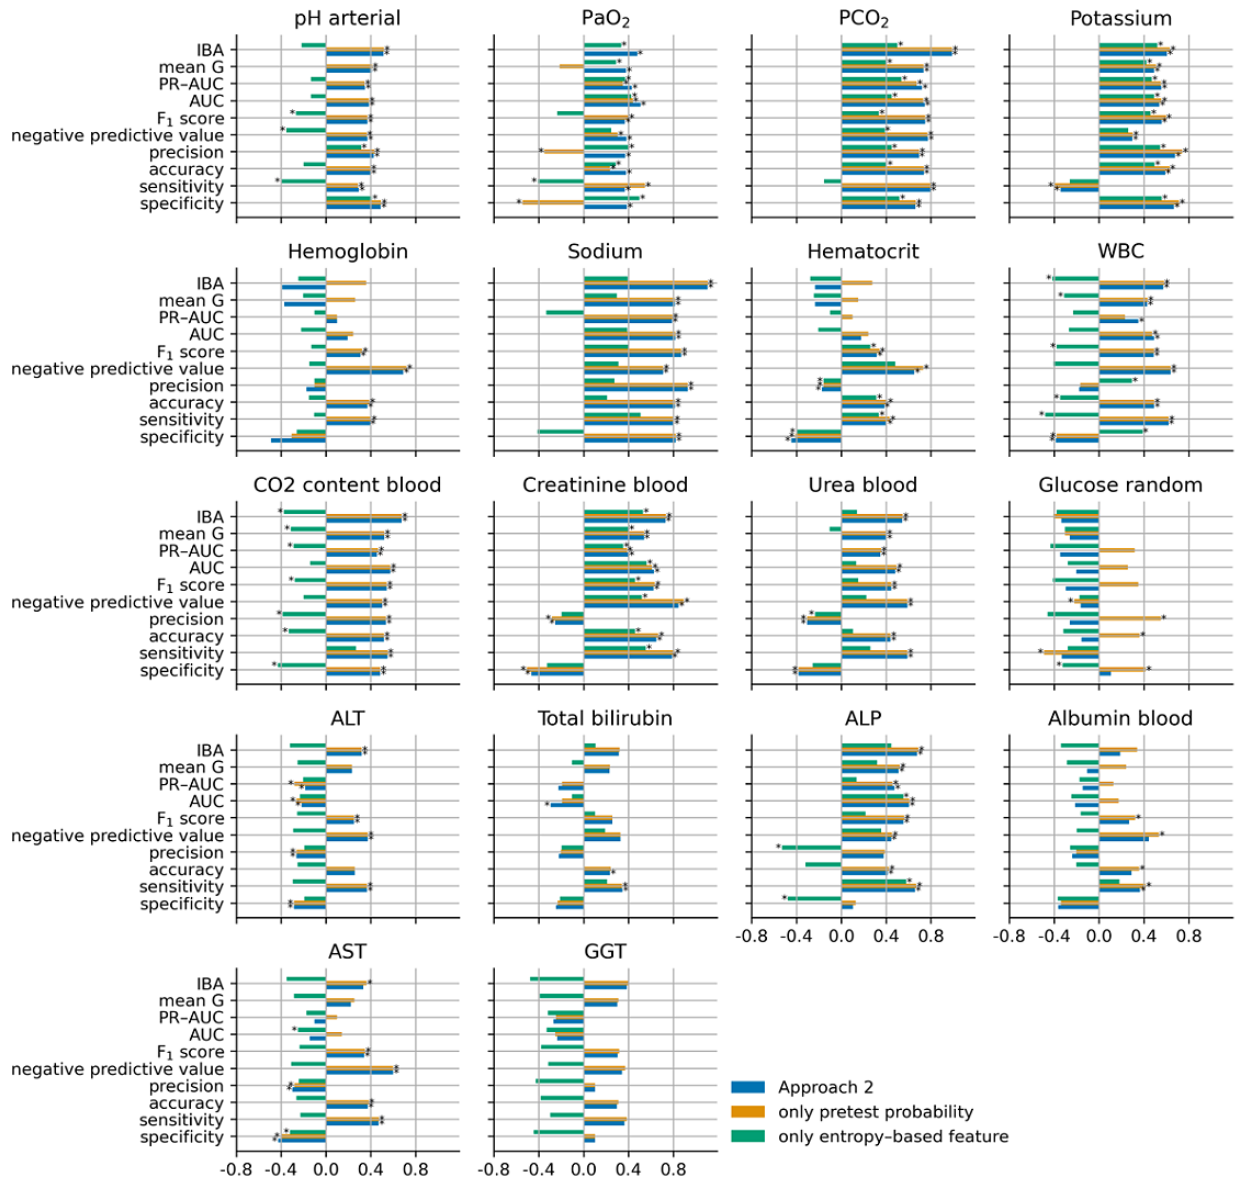 pH arterial PaO2 PCO2 Potassium
IBA
mean G
PR–AUC
AUC
F1 score
negative predictive value
precision
accuracy
sensitivity
specificity
Hemoglobin Sodium Hematocrit WBC
IBA
mean G
PR–AUC
AUC
F1 score
negative predictive value
precision
accuracy
sensitivity
specificity
CO2 content blood Creatinine blood Urea blood Glucose random
IBA
mean G
PR–AUC
AUC
F1 score
negative predictive value
precision
accuracy
sensitivity
specificity
ALT Total bilirubin ALP Albumin blood
IBA
mean G
PR–AUC
AUC
F1 score
negative predictive value
precision
accuracy
sensitivity
specificity
-0.8 -0.4 0.0 0.4 0.8 -0.8 -0.4 0.0 0.4 0.8
AST GGT
IBA
mean G
PR–AUC
AUC
F1 score
negative predictive value
precision
accuracy
sensitivity
specificity
-0.8 -0.4 0.0 0.4 0.8 -0.8 -0.4 0.0 0.4 0.8
Approach 2
only pretest probability
only entropy–based feature